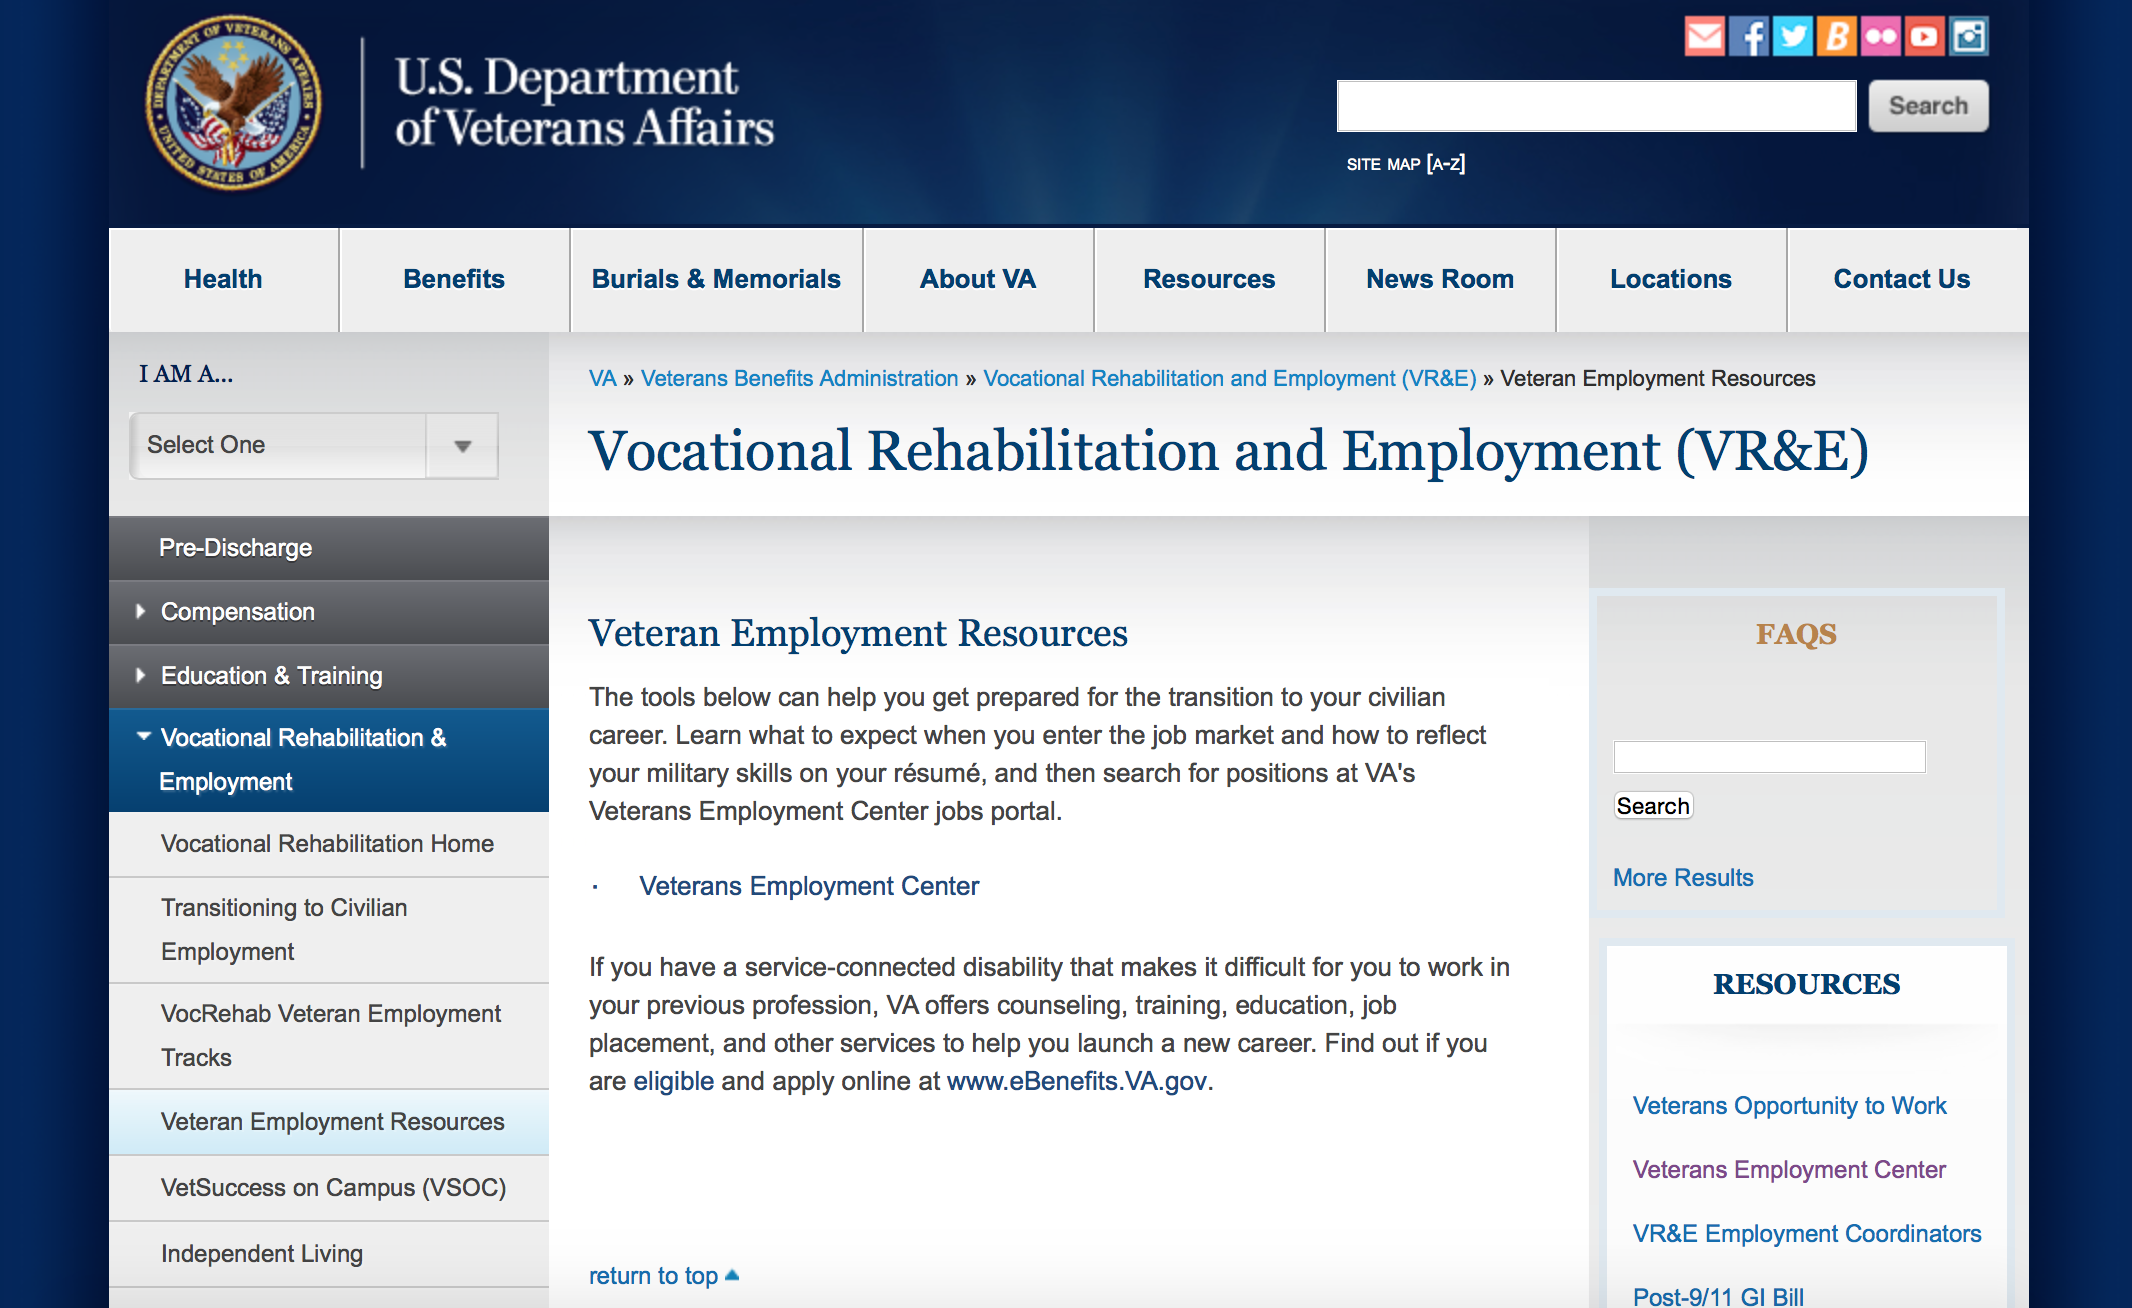 DEPARTMENT OF VETERANS AFFAIRS
UNITED STATES OF AMERICA
U.S. Department
of Veterans Affairs
Search
SITE MAP [A-Z]
Health
Benefits
Burials & Memorials
About VA
Resources
News Room
Locations
Contact Us
I AM A...
Select One
VA » Veterans Benefits Administration » Vocational Rehabilitation and Employment (VR&E) » Veteran Employment Resources
Vocational Rehabilitation and Employment (VR&E)
Pre-Discharge
Compensation
Education & Training
Vocational Rehabilitation &
Employment
Vocational Rehabilitation Home
Transitioning to Civilian
Employment
VocRehab Veteran Employment
Tracks
Veteran Employment Resources
VetSuccess on Campus (VSOC)
Independent Living
Veteran Employment Resources
The tools below can help you get prepared for the transition to your civilian
career. Learn what to expect when you enter the job market and how to reflect
your military skills on your résumé, and then search for positions at VA's
Veterans Employment Center jobs portal.
· Veterans Employment Center
If you have a service-connected disability that makes it difficult for you to work in
your previous profession, VA offers counseling, training, education, job
placement, and other services to help you launch a new career. Find out if you
are eligible and apply online at www.eBenefits.VA.gov.
return to top
FAQS
Search
More Results
RESOURCES
Veterans Opportunity to Work
Veterans Employment Center
VR&E Employment Coordinators
Post-9/11 GI Bill